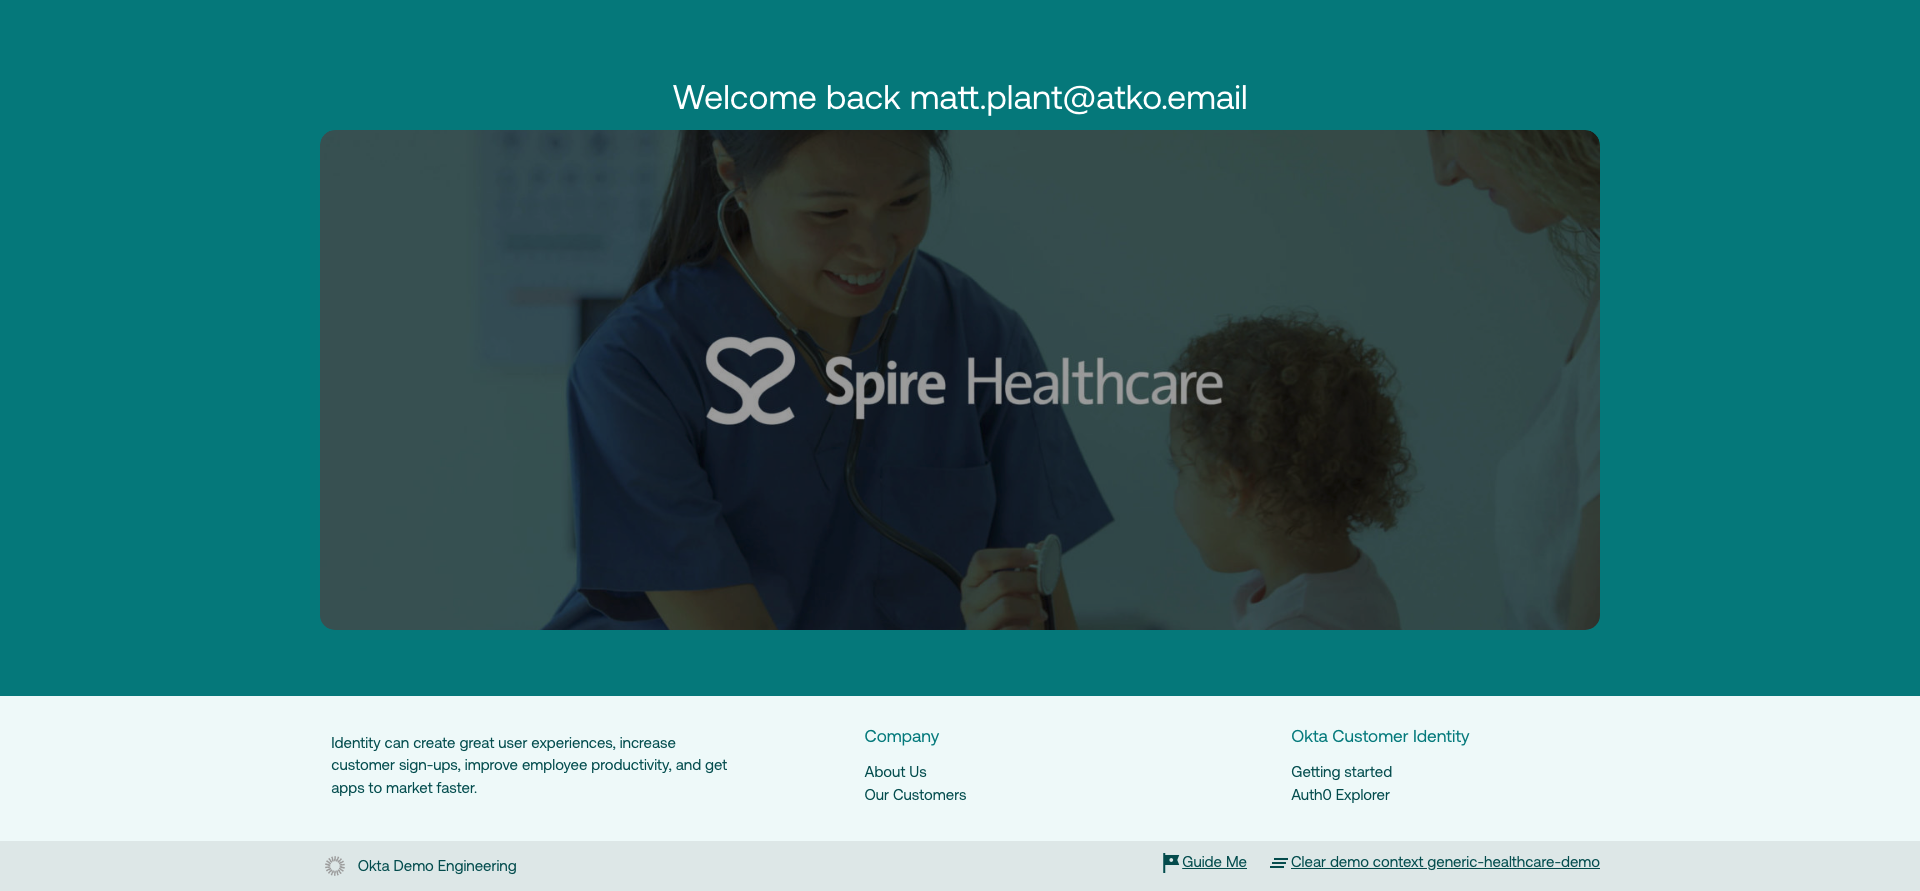 Welcome back matt.plant@atko.email
Spire Healthcare
Identity can create great user experiences, increase
customer sign-ups, improve employee productivity, and get
apps to market faster.
Company
About Us
Our Customers
Okta Customer Identity
Getting started
Auth0 Explorer
Okta Demo Engineering
Guide Me
Clear demo context generic-healthcare-demo